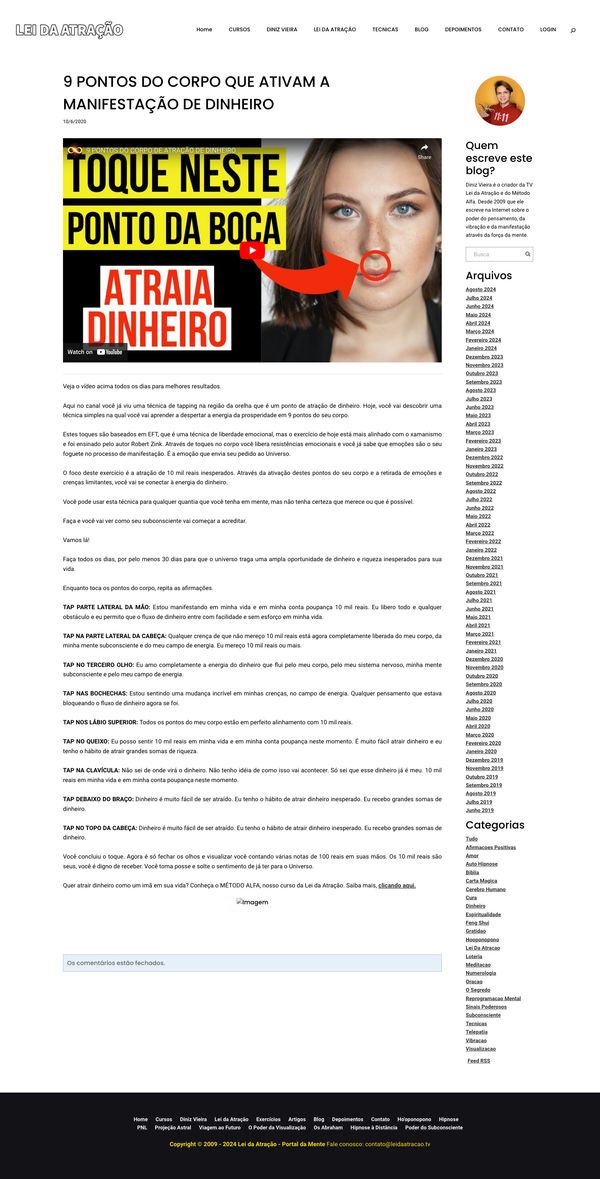 LEI DA ATRAÇÃO
Home CURSOS DINIZ VIEIRA LEI DA ATRAÇÃO TECNICAS BLOG DEPOIMENTOS CONTATO LOGIN
9 PONTOS DO CORPO QUE ATIVAM A
MANIFESTAÇÃO DE DINHEIRO
10/6/2020
9 PONTOS DO CORPO DE ATRAÇÃO DE DINHEIRO
Share
TOQUE NESTE
PONTO DA BOCA
ATRAIA
DINHEIRO
Watch on YouTube
Veja o vídeo acima todos os dias para melhores resultados.
Aqui no canal você já viu uma técnica de tapping na região da orelha que é um ponto de atração de dinheiro. Hoje, você vai descobrir uma
técnica simples na qual você vai aprender a despertar a energia da prosperidade em 9 pontos do seu corpo.
Estes toques são baseados em EFT, que é uma técnica de liberdade emocional, mas o exercício de hoje está mais alinhado com o xamanismo
e foi ensinado pelo autor Robert Zink. Através de toques no corpo você libera resistências emocionais e você já sabe que emoções são o seu
foguete no processo de manifestação. É a emoção que envia seu pedido ao Universo.
O foco deste exercício é a atração de 10 mil reais inesperados. Através da ativação destes pontos do seu corpo e a retirada de emoções e
crenças limitantes, você vai se conectar à energia do dinheiro.
Você pode usar esta técnica para qualquer quantia que você tenha em mente, mas não tenha certeza que merece ou que é possível.
Faça e você vai ver como seu subconsciente vai começar a acreditar.
Vamos lá!
Faça todos os dias, por pelo menos 30 dias para que o universo traga uma ampla oportunidade de dinheiro e riqueza inesperados para sua
vida.
Enquanto toca os pontos do corpo, repita as afirmações.
TAP PARTE LATERAL DA MÃO: Estou manifestando em minha vida e em minha conta poupança 10 mil reais. Eu libero todo e qualquer
obstáculo e eu permito que o fluxo de dinheiro entre com facilidade e sem esforço em minha vida.
TAP NA PARTE LATERAL DA CABEÇA: Qualquer crença de que não mereço 10 mil reais está agora completamente liberada do meu corpo, da
minha mente subconsciente e do meu campo de energia. Eu mereço 10 mil reais ou mais.
TAP NO TERCEIRO OLHO: Eu amo completamente a energia do dinheiro que flui pelo meu corpo, pelo meu sistema nervoso, minha mente
subconsciente e pelo meu campo de energia.
TAP NAS BOCHECHAS: Estou sentindo uma mudança incrível em minhas crenças, no campo de energia. Qualquer pensamento que estava
bloqueando o fluxo de dinheiro agora se foi.
TAP NOS LÁBIO SUPERIOR: Todos os pontos do meu corpo estão em perfeito alinhamento com 10 mil reais.
TAP NO QUEIXO: Eu posso sentir 10 mil reais em minha vida e em minha conta poupança neste momento. É muito fácil atrair dinheiro e eu
tenho o hábito de atrair grandes somas de riqueza.
TAP NA CLAVÍCULA: Não sei de onde virá o dinheiro. Não tenho idéia de como isso vai acontecer. Só sei que esse dinheiro já é meu. 10 mil
reais em minha vida e em minha conta poupança neste momento.
TAP DEBAIXO DO BRAÇO: Dinheiro é muito fácil de ser atraído. Eu tenho o hábito de atrair dinheiro inesperado. Eu recebo grandes somas de
dinheiro.
TAP NO TOPO DA CABEÇA: Dinheiro é muito fácil de ser atraído. Eu tenho o hábito de atrair dinheiro inesperado. Eu recebo grandes somas de
dinheiro.
Você concluiu o toque. Agora é só fechar os olhos e visualizar você contando várias notas de 100 reais em suas mãos. Os 10 mil reais são
seus, você é digno de receber. Você toma posse e solte o sentimento de já ter para o Universo.
Quer atrair dinheiro como um imã em sua vida? Conheça o MÉTODO ALFA, nosso curso da Lei da Atração. Saiba mais, clicando aqui.
Imagem
Os comentários estão fechados.
11:11
Quem
escreve este
blog?
Diniz Vieira é o criador da TV
Lei da Atração e do Método
Alfa. Desde 2009 que ele
escreve na Internet sobre o
poder do pensamento, da
vibração e da manifestação
através da força da mente.
Busca
Arquivos
Agosto 2024
Julho 2024
Junho 2024
Maio 2024
Abril 2024
Março 2024
Fevereiro 2024
Janeiro 2024
Dezembro 2023
Novembro 2023
Outubro 2023
Setembro 2023
Agosto 2023
Julho 2023
Junho 2023
Maio 2023
Abril 2023
Março 2023
Fevereiro 2023
Janeiro 2023
Dezembro 2022
Novembro 2022
Outubro 2022
Setembro 2022
Agosto 2022
Julho 2022
Junho 2022
Maio 2022
Abril 2022
Março 2022
Fevereiro 2022
Janeiro 2022
Dezembro 2021
Novembro 2021
Outubro 2021
Setembro 2021
Agosto 2021
Julho 2021
Junho 2021
Maio 2021
Abril 2021
Março 2021
Fevereiro 2021
Janeiro 2021
Dezembro 2020
Novembro 2020
Outubro 2020
Setembro 2020
Agosto 2020
Julho 2020
Junho 2020
Maio 2020
Abril 2020
Março 2020
Fevereiro 2020
Janeiro 2020
Dezembro 2019
Novembro 2019
Outubro 2019
Setembro 2019
Agosto 2019
Julho 2019
Junho 2019
Categorias
Tudo
Afirmacoes Positivas
Amor
Auto Hipnose
Biblia
Carta Magica
Cerebro Humano
Cura
Dinheiro
Espiritualidade
Feng Shui
Gratidao
Hooponopono
Lei Da Atracao
Loteria
Meditacao
Numerologia
Oracao
O Segredo
Reprogramacao Mental
Sinais Poderosos
Subconsciente
Tecnicas
Telepatia
Vibracao
Visualizacao
Feed RSS
Home Cursos Diniz Vieira Lei da Atração Exercícios Artigos Blog Depoimentos Contato Ho'oponopono Hipnose
PNL Projeção Astral Viagem ao Futuro O Poder da Visualização Os Abraham Hipnose à Distância Poder do Subconsciente
Copyright © 2009 - 2024 Lei da Atração - Portal da Mente Fale conosco: contato@leidaatracao.tv